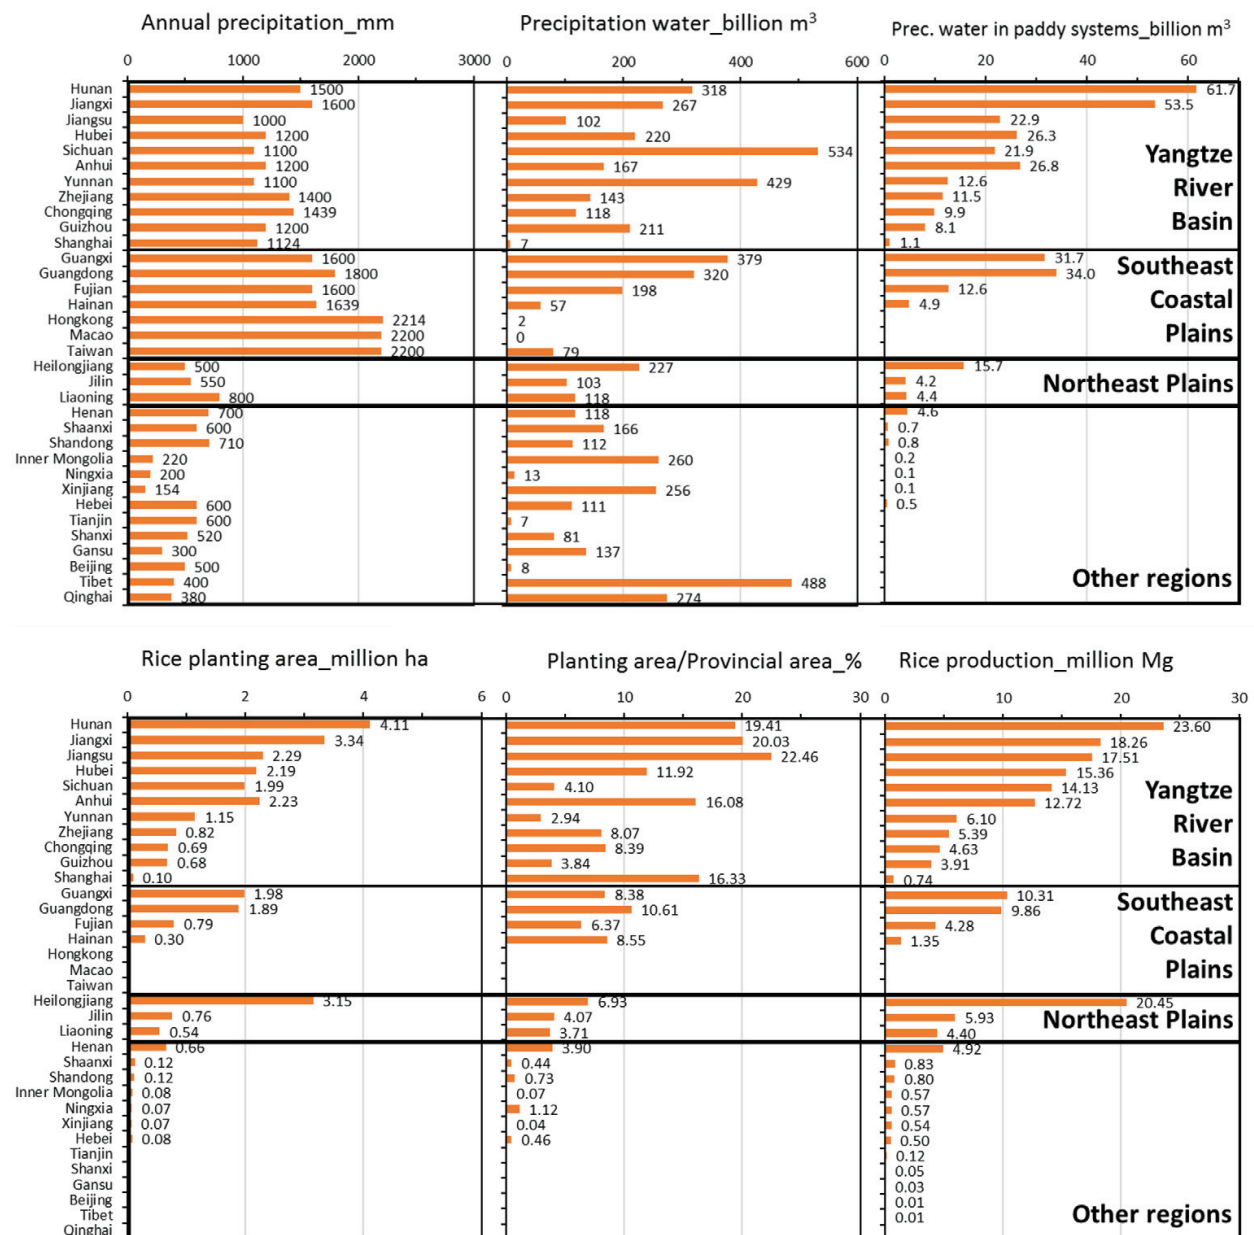 Annual precipitation_mm
Precipitation water_billion m³
Prec. water in paddy systems_billion m³
0 1000 2000 3000 0 200 400 600 0 20 40 60
Hunan 1500 318 61.7
Jiangxi 1600 267 53.5
Jiangsu 1000 102 22.9
Hubei 1200 220 26.3
Sichuan 1100 534 21.9
Anhui 1200 167 26.8
Yunnan 1100 429 12.6
Zhejiang 1400 143 11.5
Chongqing 1439 118 9.9
Guizhou 1200 211 8.1
Shanghai 1124 7 1.1
Yangtze
River
Basin
Guangxi 1600 379 31.7
Guangdong 1800 320 34.0
Fujian 1600 198 12.6
Hainan 1639 57 4.9
Hongkong 2214 2
Macao 2200 0
Taiwan 2200 79
Southeast
Coastal
Plains
Heilongjiang 500 227 15.7
Jilin 550 103 4.2
Liaoning 800 118 4.4
Northeast Plains
Henan 700 118 4.6
Shaanxi 600 166 0.7
Shandong 710 112 0.8
Inner Mongolia 220 260 0.2
Ningxia 200 13 0.1
Xinjiang 154 256 0.1
Hebei 600 111 0.5
Tianjin 600 7
Shanxi 520 81
Gansu 300 137
Beijing 500 8
Tibet 400 488
Qinghai 380 274
Other regions
Rice planting area_million ha
Planting area/Provincial area_%
Rice production_million Mg
0 2 4 6 0 10 20 30 0 10 20 30
Hunan 4.11 19.41 23.60
Jiangxi 3.34 20.03 18.26
Jiangsu 2.29 22.46 17.51
Hubei 2.19 11.92 15.36
Sichuan 1.99 4.10 14.13
Anhui 2.23 16.08 12.72
Yunnan 1.15 2.94 6.10
Zhejiang 0.82 8.07 5.39
Chongqing 0.69 8.39 4.63
Guizhou 0.68 3.84 3.91
Shanghai 0.10 16.33 0.74
Yangtze
River
Basin
Guangxi 1.98 8.38 10.31
Guangdong 1.89 10.61 9.86
Fujian 0.79 6.37 4.28
Hainan 0.30 8.55 1.35
Hongkong
Macao
Taiwan
Southeast
Coastal
Plains
Heilongjiang 3.15 6.93 20.45
Jilin 0.76 4.07 5.93
Liaoning 0.54 3.71 4.40
Northeast Plains
Henan 0.66 3.90 4.92
Shaanxi 0.12 0.44 0.83
Shandong 0.12 0.73 0.80
Inner Mongolia 0.08 0.07 0.57
Ningxia 0.07 1.12 0.57
Xinjiang 0.07 0.04 0.54
Hebei 0.08 0.46 0.50
Tianjin 0.12
Shanxi 0.05
Gansu 0.03
Beijing 0.01
Tibet 0.01
Qinghai
Other regions